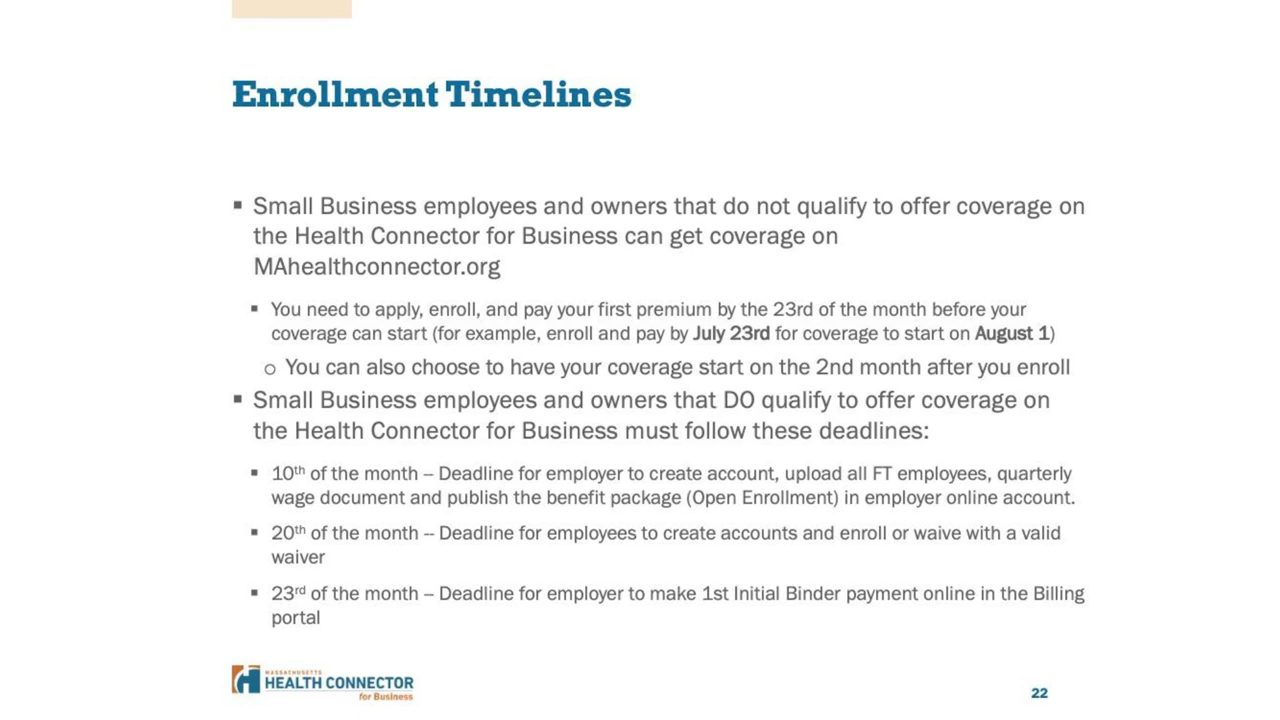 Enrollment Timelines
▪ Small Business employees and owners that do not qualify to offer coverage on
the Health Connector for Business can get coverage on
MAhealthconnector.org
▪ You need to apply, enroll, and pay your first premium by the 23rd of the month before your
coverage can start (for example, enroll and pay by July 23rd for coverage to start on August 1)
o You can also choose to have your coverage start on the 2nd month after you enroll
▪ Small Business employees and owners that DO qualify to offer coverage on
the Health Connector for Business must follow these deadlines:
▪ 10th of the month – Deadline for employer to create account, upload all FT employees, quarterly
wage document and publish the benefit package (Open Enrollment) in employer online account.
▪ 20th of the month -- Deadline for employees to create accounts and enroll or waive with a valid
waiver
▪ 23rd of the month – Deadline for employer to make 1st Initial Binder payment online in the Billing
portal
MASSACHUSETTS
HEALTH CONNECTOR
for Business
22